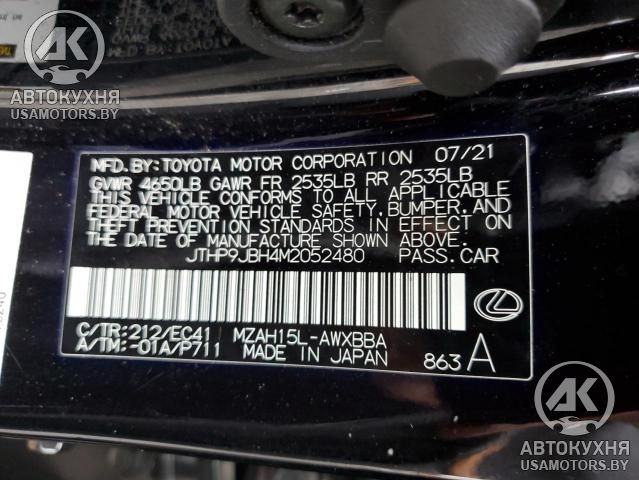 АК
АВТОКУХНЯ
USAMOTORS.BY
MFD.BY:TOYOTA MOTOR CORPORATION 07/21
GVWR 4650LB GAWR FR 2535LB RR 2535LB
THIS VEHICLE CONFORMS TO ALL APPLICABLE
FEDERAL MOTOR VEHICLE SAFETY,BUMPER,AND
THEFT PREVENTION STANDARDS IN EFFECT ON
THE DATE OF MANUFACTURE SHOWN ABOVE.
JTHP9JBH4M2052480 PASS.CAR
C/TR:212/EC41 MZAH15L-AWXBBA
A/TM:-01A/P711 MADE IN JAPAN 863 A
АК
АВТОКУХНЯ
USAMOTORS.BY